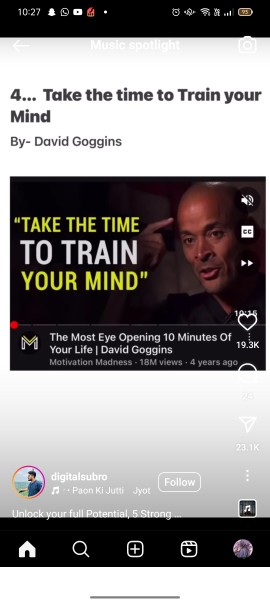 10:27
95
Music spotlight
4... Take the time to Train your
Mind
By- David Goggins
"TAKE THE TIME
TO TRAIN
YOUR MIND"
CC
10:15
The Most Eye Opening 10 Minutes Of
Your Life | David Goggins
Motivation Madness · 18M views · 4 years ago
19.3K
23.1K
digitalsubro
Follow
Paon Ki Jutti Jyot
Unlock your full Potential, 5 Strong ...